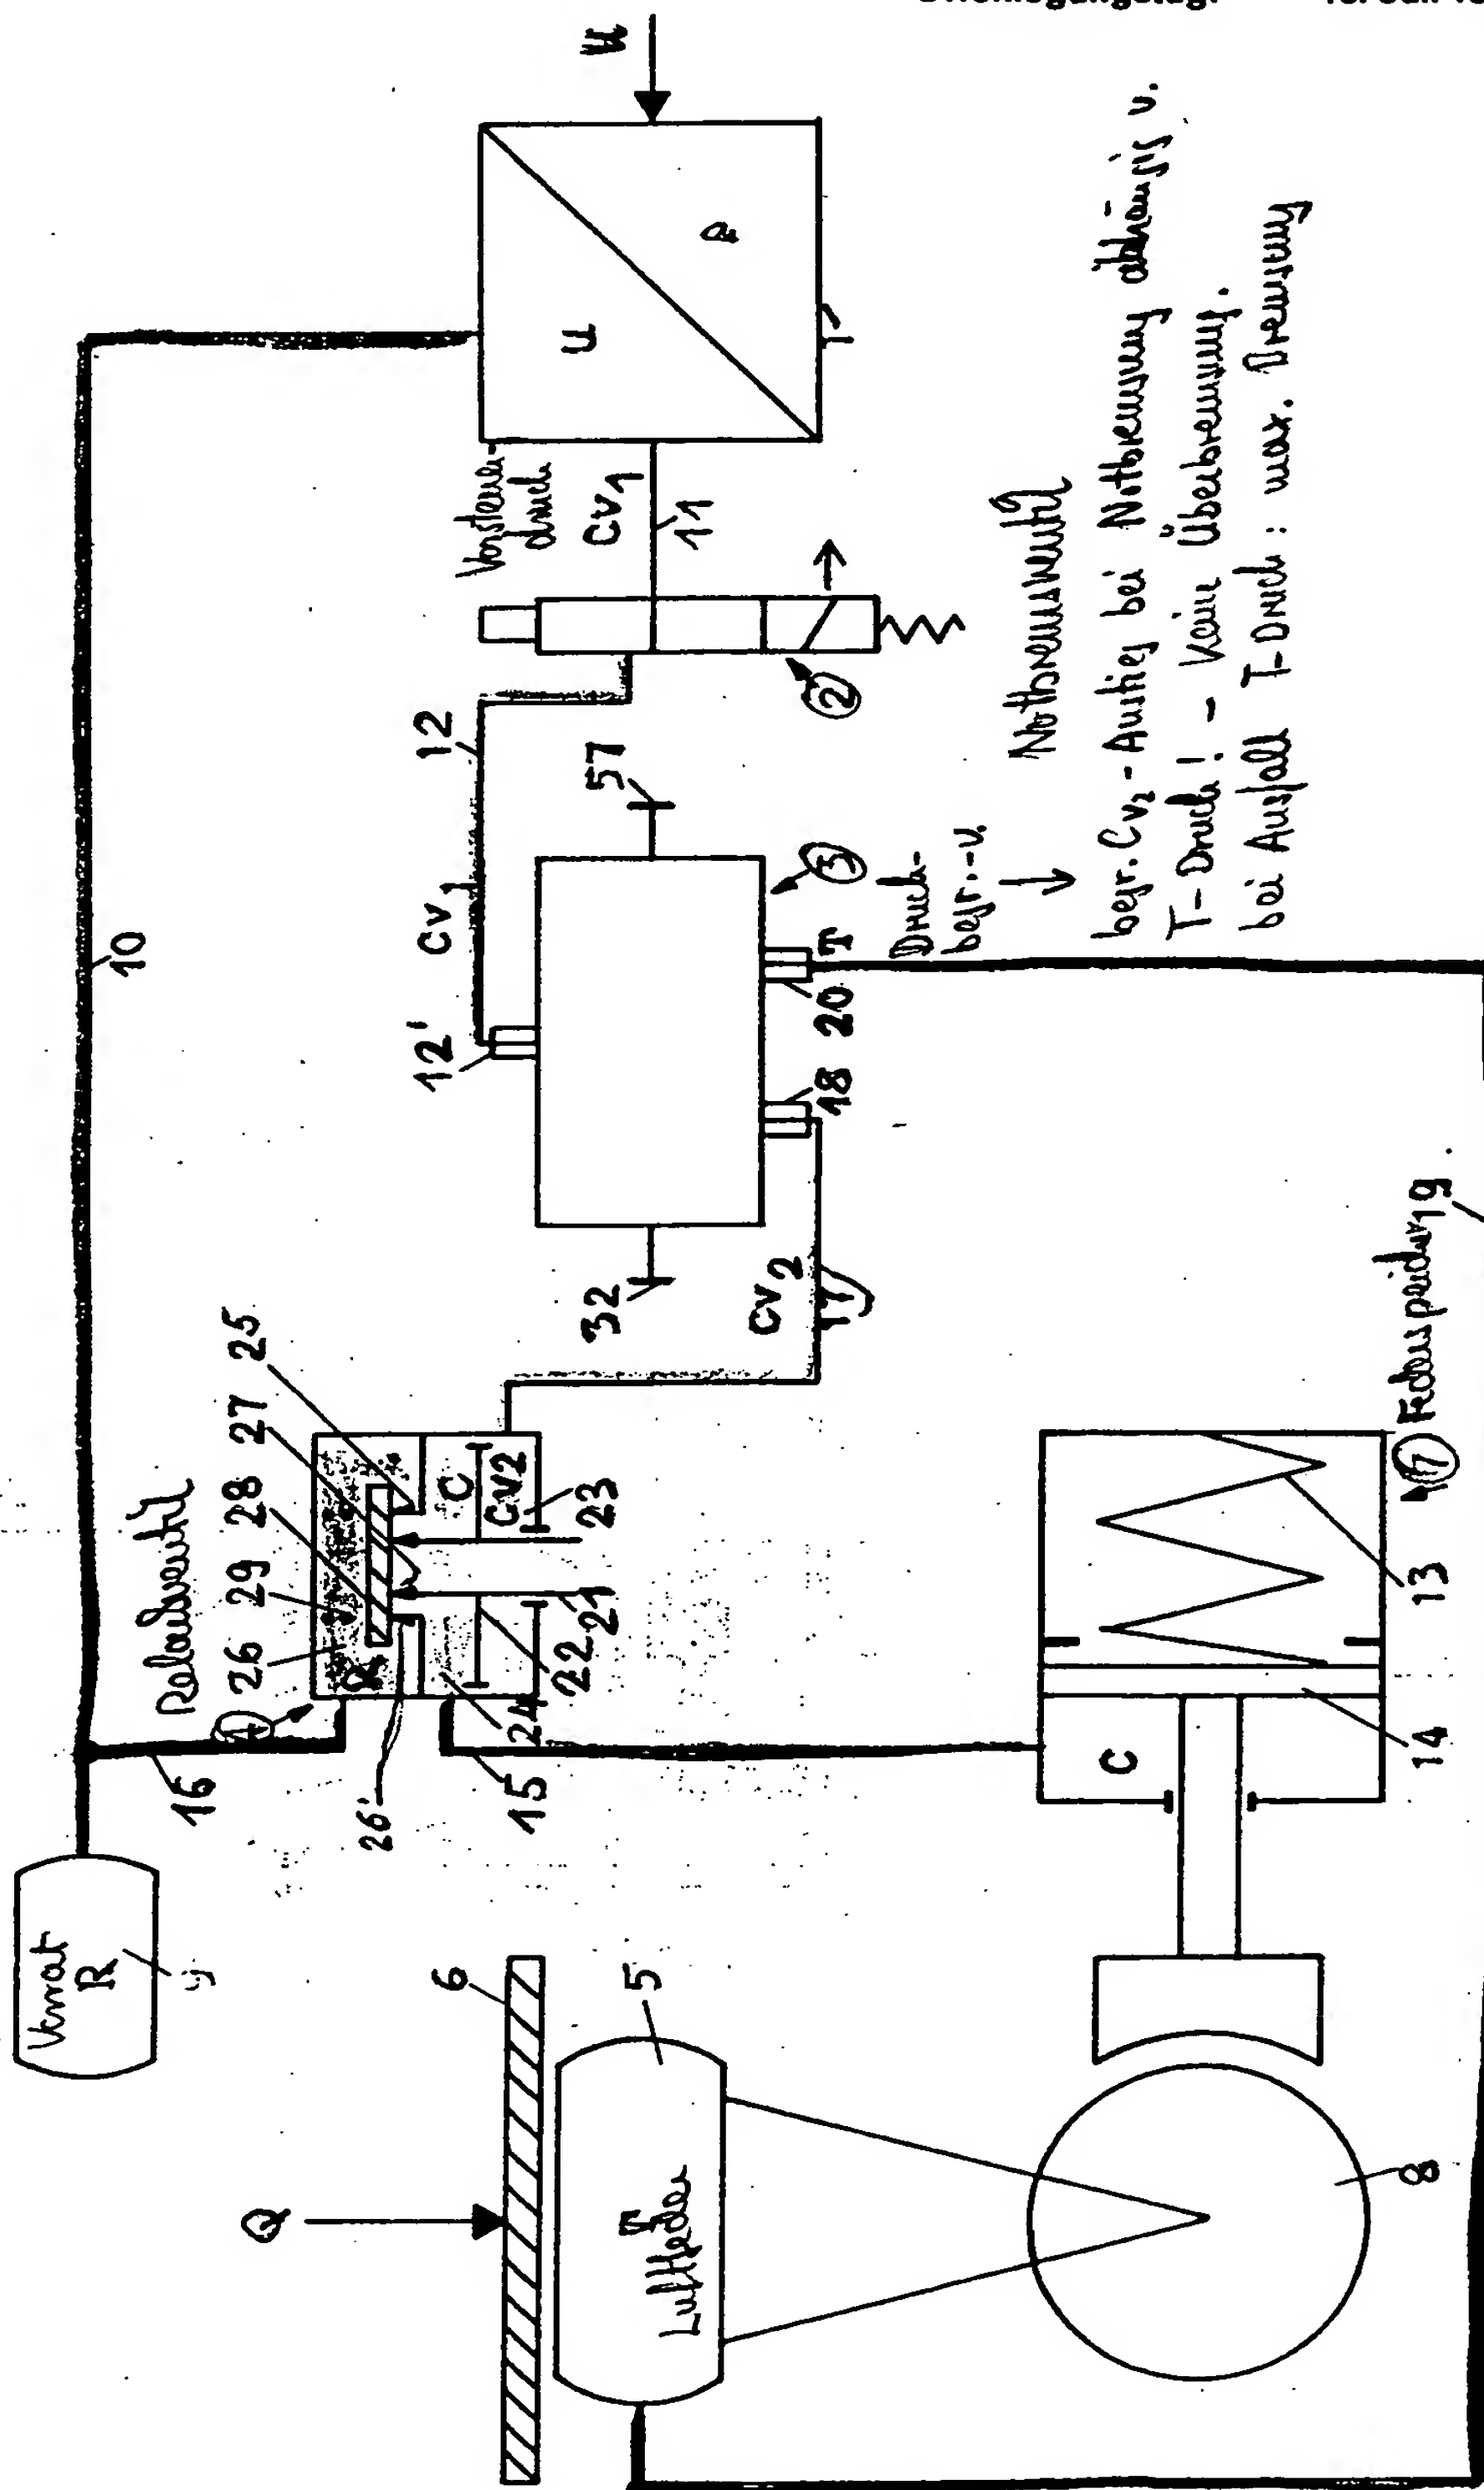 Vorrat
R
9
10
16
Relaisventil
1
26
29
28
27
25
R
26'
C
CV2
24
22
21
23
15
Q
6
5
T
Luftfeder
8
C
14
13
7
Federspeicher
19
32
CV2
17
12'
CV1
12
57
18
20
T
3
Druck-
begr.-v.
2
Notbremsventil
begr. Cv2 - Anstieg bei Notbremsung abhängig v.
T-Druck! - Keine Überbremsung.
bei Ausfall T-Druck: max. Bremsung
Vorsteuer-
druck
CV1
11
U